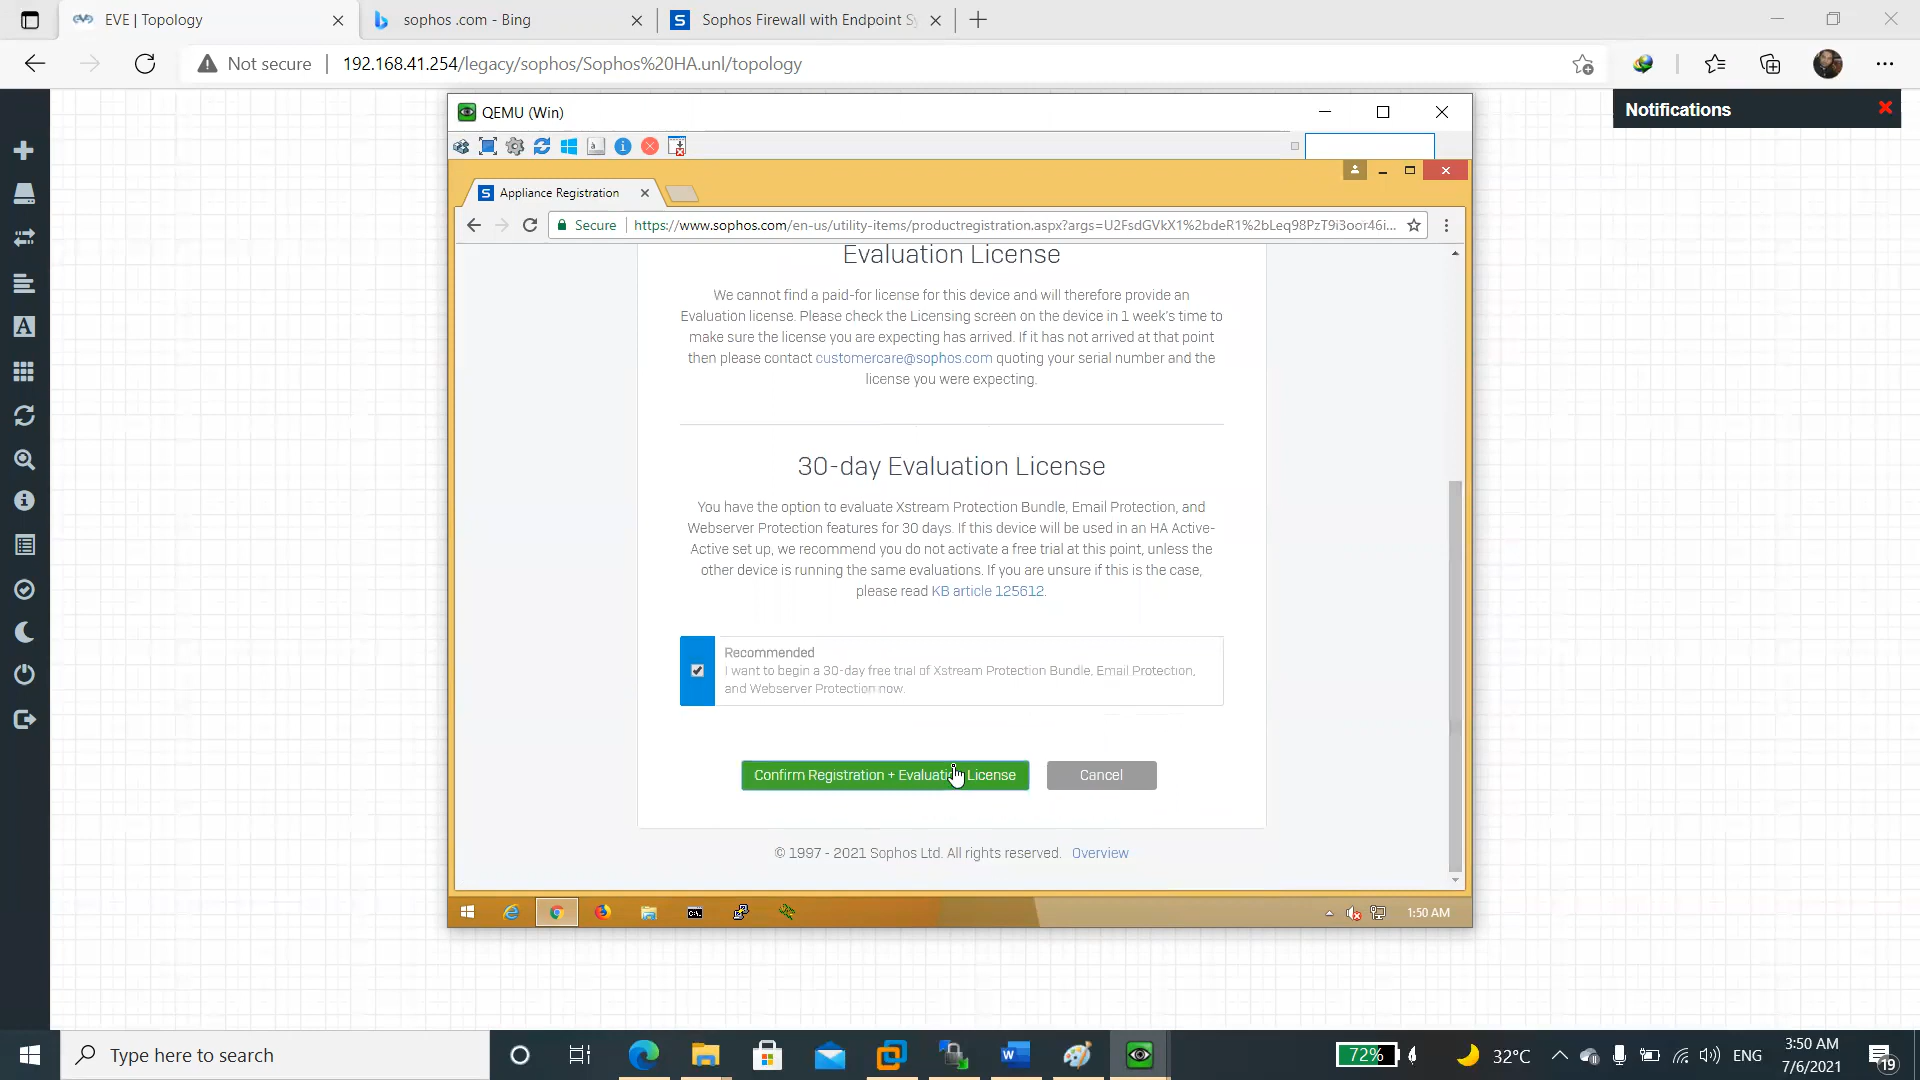 EVE | Topology
sophos .com - Bing
Sophos Firewall with Endpoint S
Not secure
192.168.41.254/legacy/sophos/Sophos%20HA.unl/topology
QEMU (Win)
Notifications
Appliance Registration
Secure
https://www.sophos.com/en-us/utility-items/productregistration.aspx?args=U2FsdGVkX1%2bdeR1%2bLeq98PzT9i3oor46i...
Evaluation License
We cannot find a paid-for license for this device and will therefore provide an
Evaluation license. Please check the Licensing screen on the device in 1 week's time to
make sure the license you are expecting has arrived. If it has not arrived at that point
then please contact customercare@sophos.com quoting your serial number and the
license you were expecting.
30-day Evaluation License
You have the option to evaluate Xstream Protection Bundle, Email Protection, and
Webserver Protection features for 30 days. If this device will be used in an HA Active-
Active set up, we recommend you do not activate a free trial at this point, unless the
other device is running the same evaluations. If you are unsure if this is the case,
please read KB article 125612.
Recommended
I want to begin a 30-day free trial of Xstream Protection Bundle, Email Protection,
and Webserver Protection now.
Confirm Registration + Evaluation License
Cancel
© 1997 - 2021 Sophos Ltd. All rights reserved. Overview
1:50 AM
Type here to search
72%
32°C
ENG
3:50 AM
7/6/2021
19